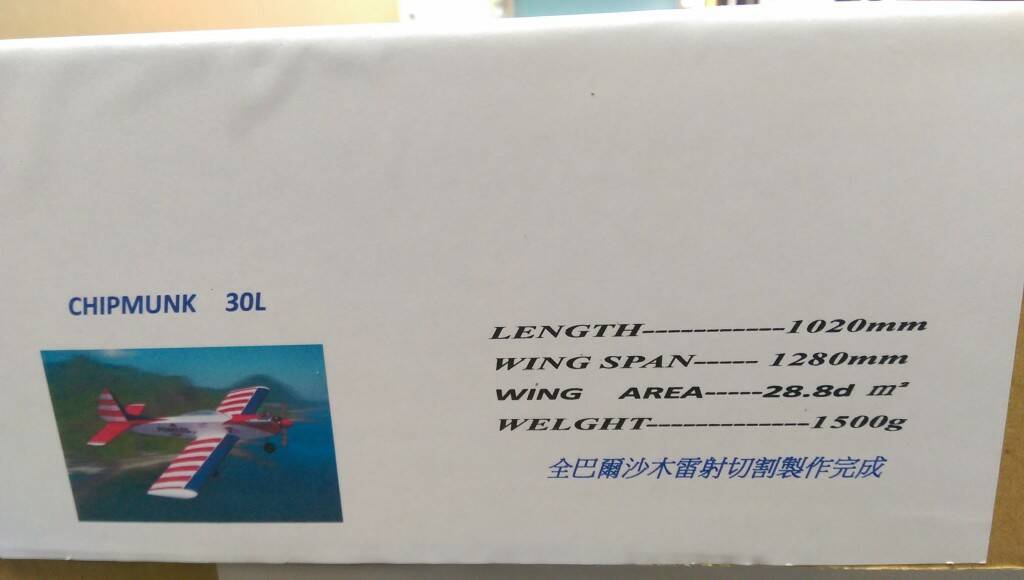 CHIPMUNK 30L
LENGTH-----------1020mm
WING SPAN----- 1280mm
WING AREA-----28.8d m²
WELGHT-------------1500g
全巴爾沙木雷射切割製作完成